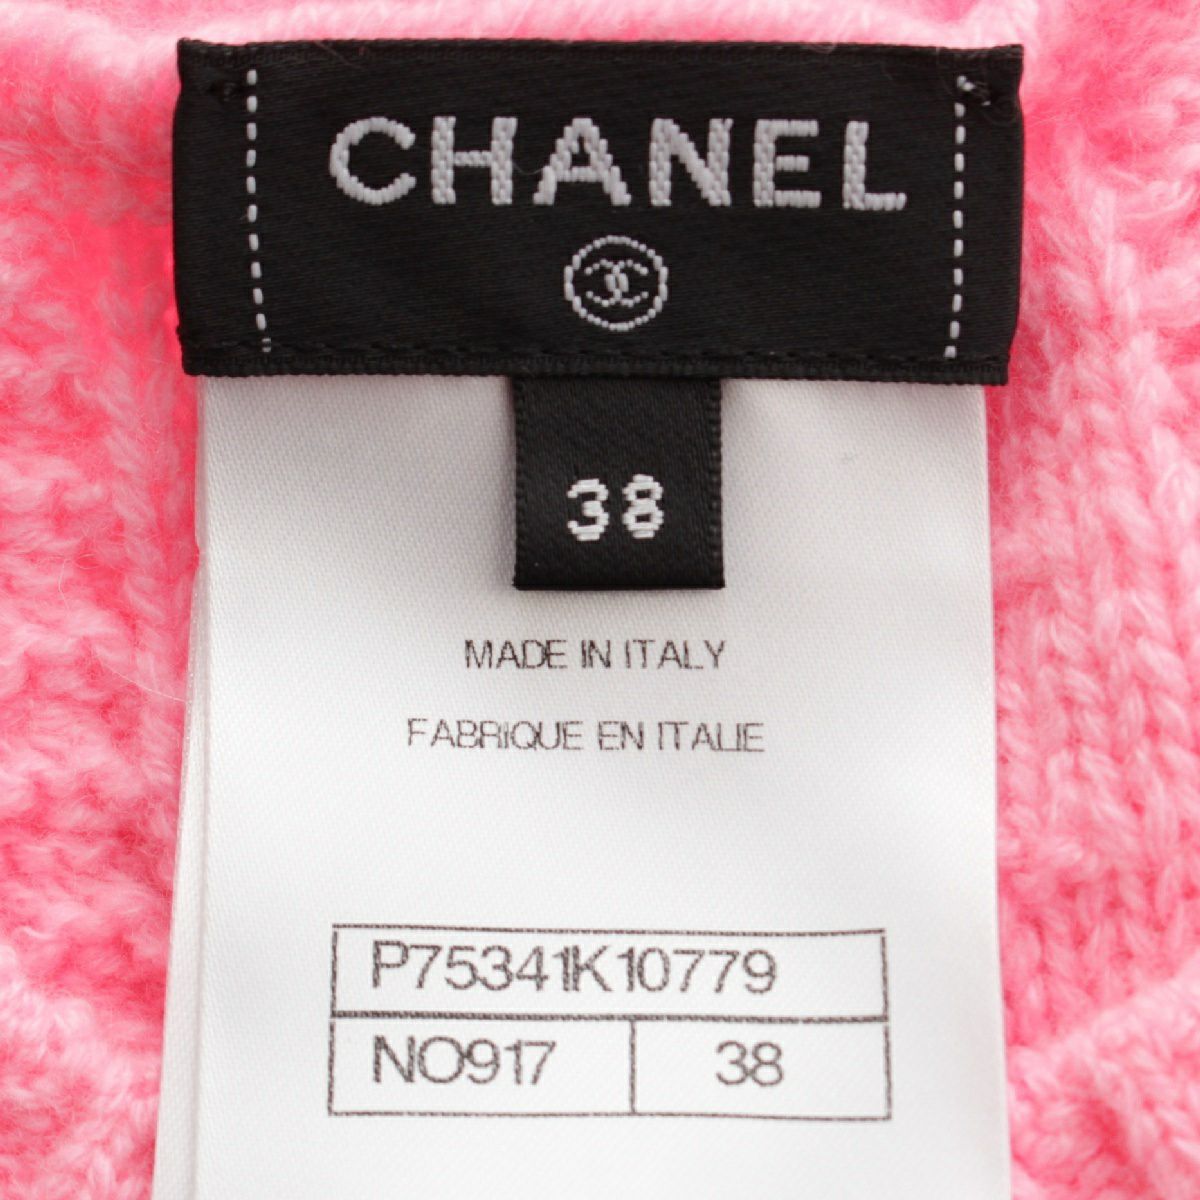 CHANEL
38
MADE IN ITALY
FABRIQUE EN ITALIE
P75341K10779
NO917 38